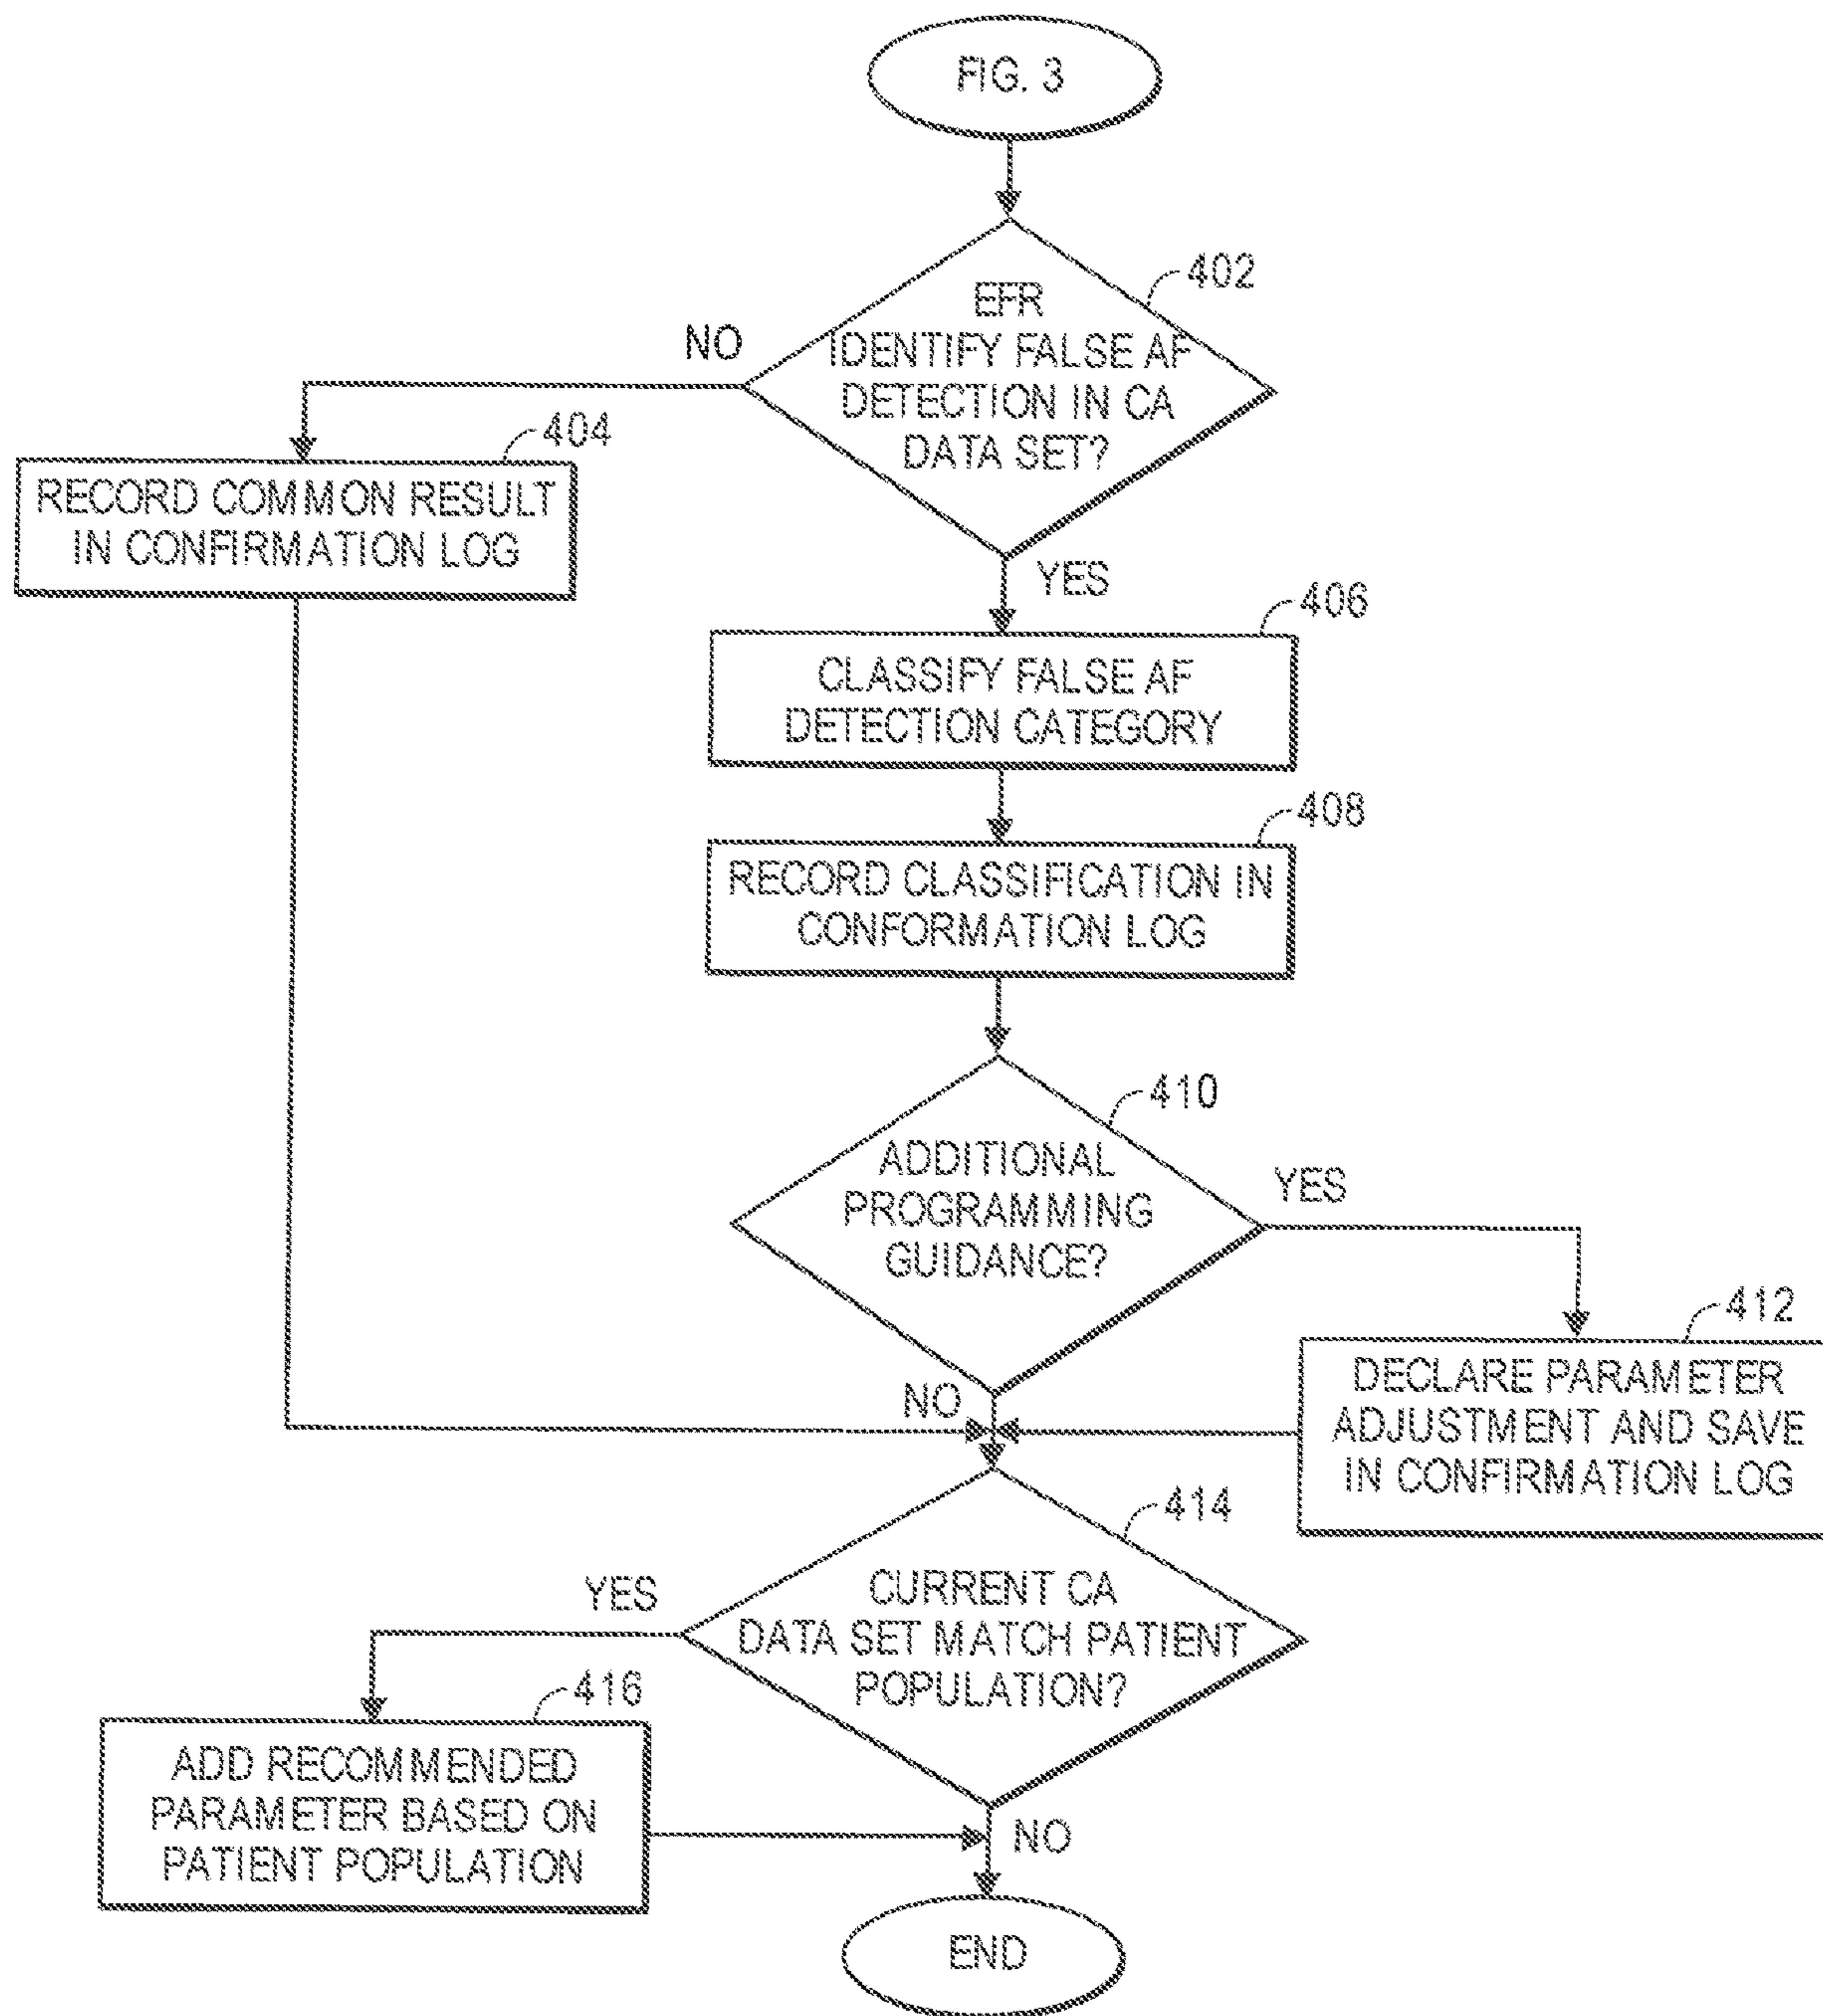 FIG. 3
402
EFR
IDENTIFY FALSE AF
DETECTION IN CA
DATA SET?
NO
404
RECORD COMMON RESULT
IN CONFIRMATION LOG
YES
406
CLASSIFY FALSE AF
DETECTION CATEGORY
408
RECORD CLASSIFICATION IN
CONFORMATION LOG
410
ADDITIONAL
PROGRAMMING
GUIDANCE?
YES
412
DECLARE PARAMETER
ADJUSTMENT AND SAVE
IN CONFIRMATION LOG
NO
414
CURRENT CA
DATA SET MATCH PATIENT
POPULATION?
YES
416
ADD RECOMMENDED
PARAMETER BASED ON
PATIENT POPULATION
NO
END